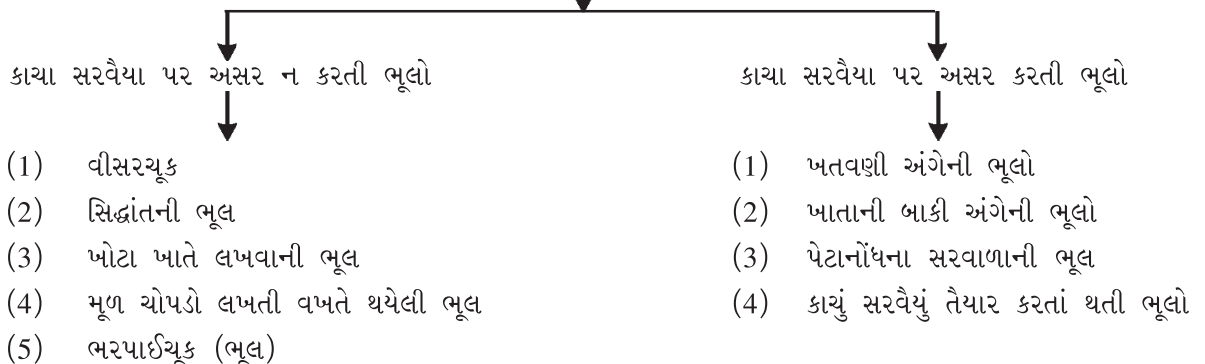 કાચા સરવૈયા પર અસર ન કરતી ભૂલો
(1) વીસરચૂક
(2) સિદ્ધાંતની ભૂલ
(3) ખોટા ખાતે લખવાની ભૂલ
(4) મૂળ ચોપડો લખતી વખતે થયેલી ભૂલ
(5) ભરપાઈચૂક (ભૂલ)
કાચા સરવૈયા પર અસર કરતી ભૂલો
(1) ખતવણી અંગેની ભૂલો
(2) ખાતાની બાકી અંગેની ભૂલો
(3) પેટાનોંધના સરવાળાની ભૂલ
(4) કાચું સરવૈયું તૈયાર કરતાં થતી ભૂલો